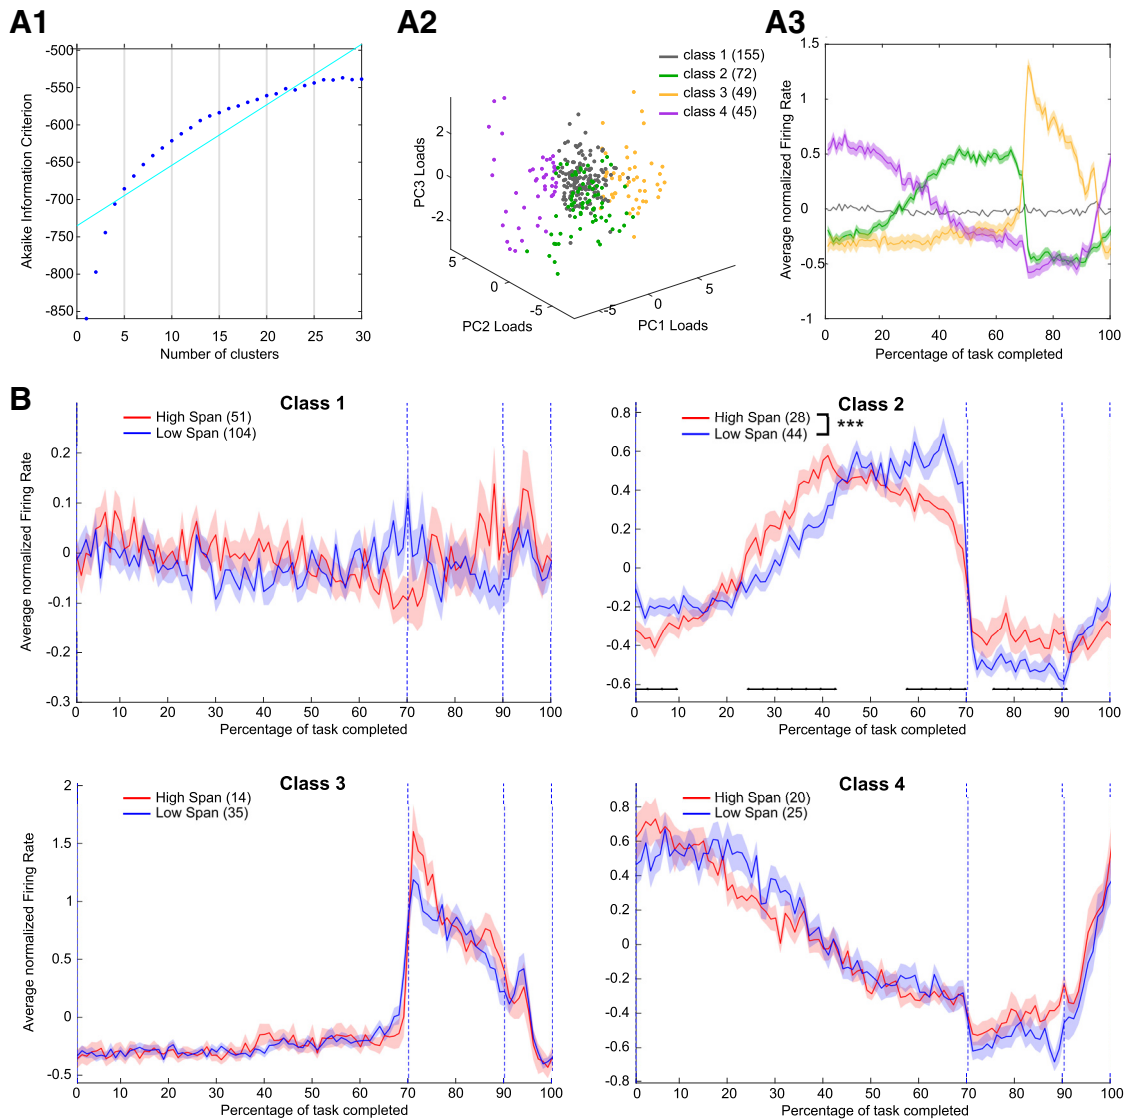 A1
A2
A3
-500
-550
-600
-650
-700
-750
-800
-850
Akaike Information Criterion
0 5 10 15 20 25 30
Number of clusters
class 1 (155)
class 2 (72)
class 3 (49)
class 4 (45)
2
0
-2
PC3 Loads
5
0
-5
PC2 Loads
-5
0
5
PC1 Loads
1.5
1
0.5
0
-0.5
-1
Average normalized Firing Rate
0 20 40 60 80 100
Percentage of task completed
B
Class 1
High Span (51)
Low Span (104)
0.2
0.1
0
-0.1
-0.3
Average normalized Firing Rate
0 10 20 30 40 50 60 70 80 90 100
Percentage of task completed
Class 2
High Span (28)
Low Span (44)
***
0.8
0.6
0.4
0.2
0
-0.2
-0.4
-0.6
0 10 20 30 40 50 60 70 80 90 100
Percentage of task completed
Class 3
High Span (14)
Low Span (35)
2
1.5
1
0.5
0
-0.5
Average normalized Firing Rate
0 10 20 30 40 50 60 70 80 90 100
Percentage of task completed
Class 4
High Span (20)
Low Span (25)
0.8
0.6
0.4
0.2
0
-0.2
-0.4
-0.6
-0.8
0 10 20 30 40 50 60 70 80 90 100
Percentage of task completed